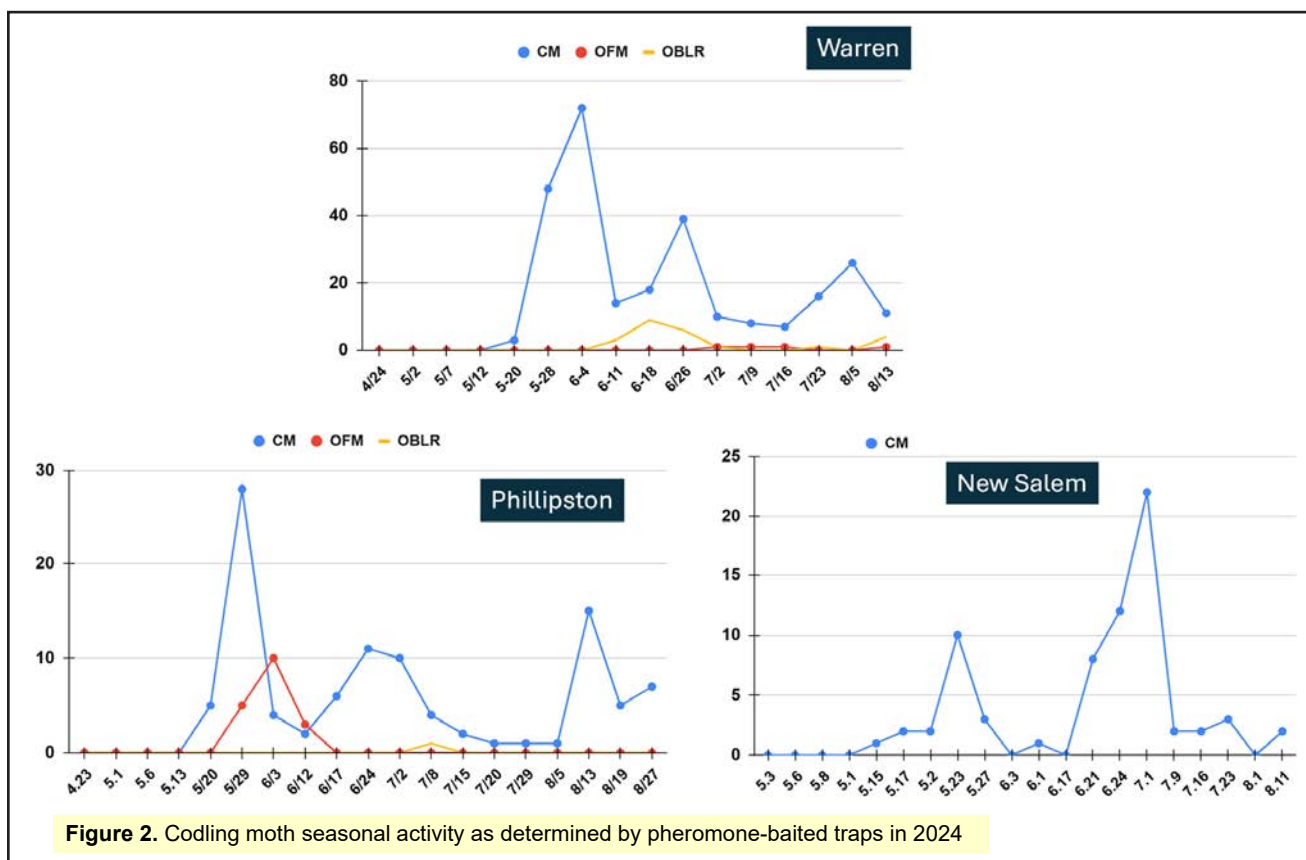 CM OFM OBLR
Warren
80
60
40
20
0
4/24 5/2 5/7 5/12 5-20 5-28 6-4 6-11 6-18 6/26 7/2 7/9 7/16 7/23 8/5 8/13
CM OFM OBLR
Phillipston
30
20
10
0
4.23 5.1 5.6 5.13 5/20 5/29 6/3 6/12 6/17 6/24 7/2 7/8 7/15 7/20 7/29 8/5 8/13 8/19 8/27
CM
New Salem
25
20
15
10
5
0
5.3 5.6 5.8 5.1 5.15 5.17 5.2 5.23 5.27 6.3 6.1 6.17 6.21 6.24 7.1 7.9 7.16 7.23 8.1 8.11
Figure 2. Codling moth seasonal activity as determined by pheromone-baited traps in 2024